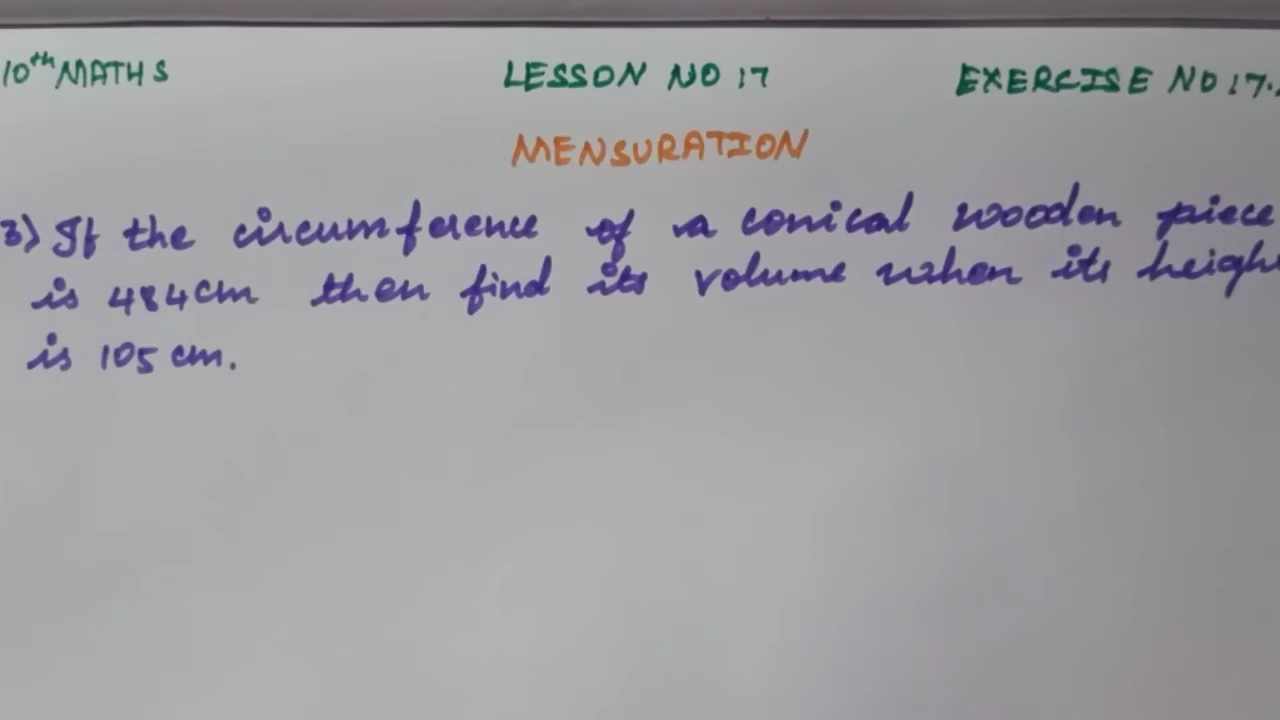 10th MATHS LESSON NO 17 EXERCISE NO 17.
MENSURATION
3) If the circumference of a conical wooden piece
is 484cm then find its volume when its heigh
is 105 cm.